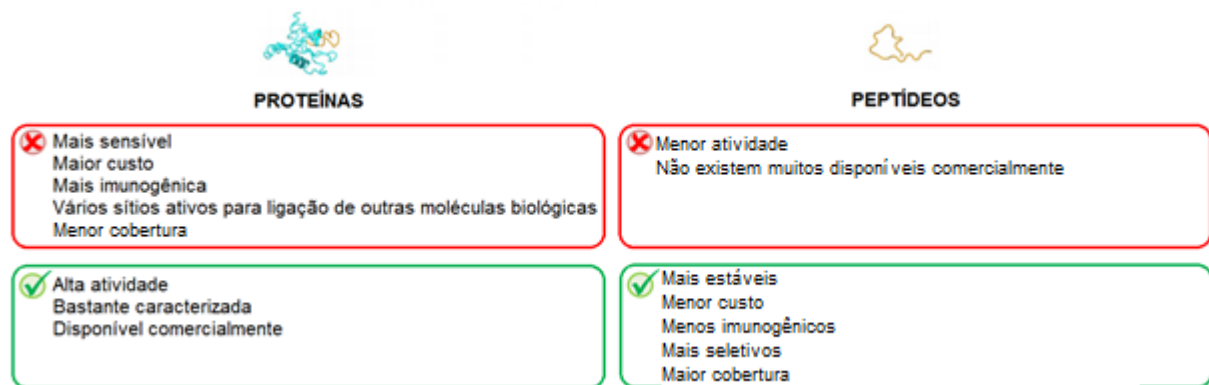 PROTEÍNAS
Mais sensível
Maior custo
Mais imunogênica
Vários sítios ativos para ligação de outras moléculas biológicas
Menor cobertura
Alta atividade
Bastante caracterizada
Disponível comercialmente
PEPTÍDEOS
Menor atividade
Não existem muitos disponíveis comercialmente
Mais estáveis
Menor custo
Menos imunogênicos
Mais seletivos
Maior cobertura